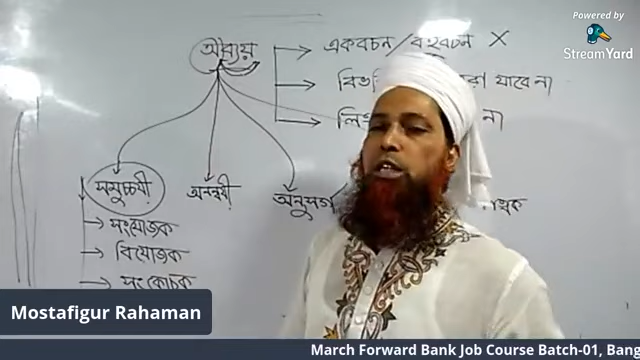 Powered by
StreamYard
অব্যয়
→ একবচন / বহুবচন X
→ যাবে না
→ না
সমুচ্চয়ী
অনন্বয়ী
অনুসর্গ
→ সংযোজক
→ বিয়োজক
→ সংকোচক
Mostafigur Rahaman
March Forward Bank Job Course Batch-01, Bang